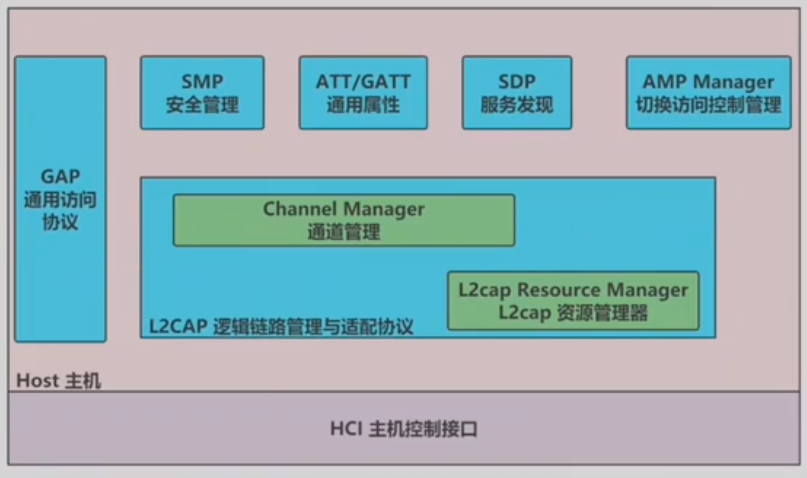 GAP
通用访问
协议
SMP
安全管理
ATT/GATT
通用属性
SDP
服务发现
AMP Manager
切换访问控制管理
Channel Manager
通道管理
L2cap Resource Manager
L2cap 资源管理器
L2CAP 逻辑链路管理与适配协议
Host 主机
HCI 主机控制接口